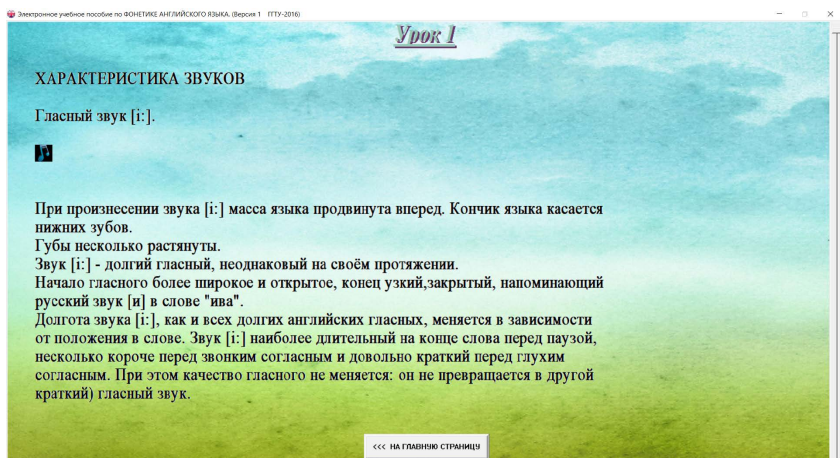 Электронное учебное пособие по ФОНЕТИКЕ АНГЛИЙСКОГО ЯЗЫКА. (Версия 1 ГГТУ-2016)
Урок 1
ХАРАКТЕРИСТИКА ЗВУКОВ
Гласный звук [i:].
При произнесении звука [i:] масса языка продвинута вперед. Кончик языка касается
нижних зубов.
Губы несколько растянуты.
Звук [i:] - долгий гласный, неоднаковый на своём протяжении.
Начало гласного более широкое и открытое, конец узкий,закрытый, напоминающий
русский звук [и] в слове "ива".
Долгота звука [i:], как и всех долгих английских гласных, меняется в зависимости
от положения в слове. Звук [i:] наиболее длительный на конце слова перед паузой,
несколько короче перед звонким согласным и довольно краткий перед глухим
согласным. При этом качество гласного не меняется: он не превращается в другой
краткий) гласный звук.
<<< НА ГЛАВНУЮ СТРАНИЦУ